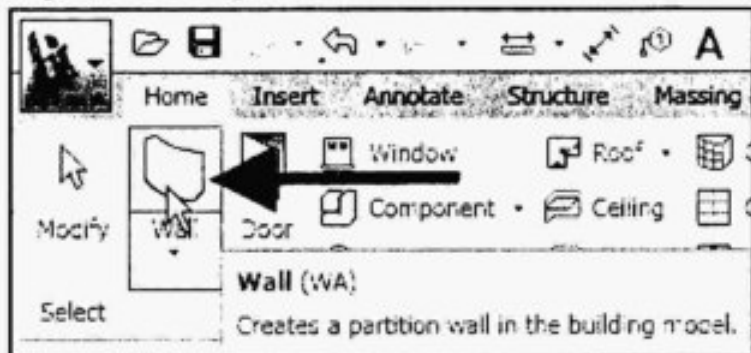 A
Home Insert Annotate Structure Massing
Window Roof
Modify Wall Door Component Ceiling
Wall (WA)
Select
Creates a partition wall in the building model.